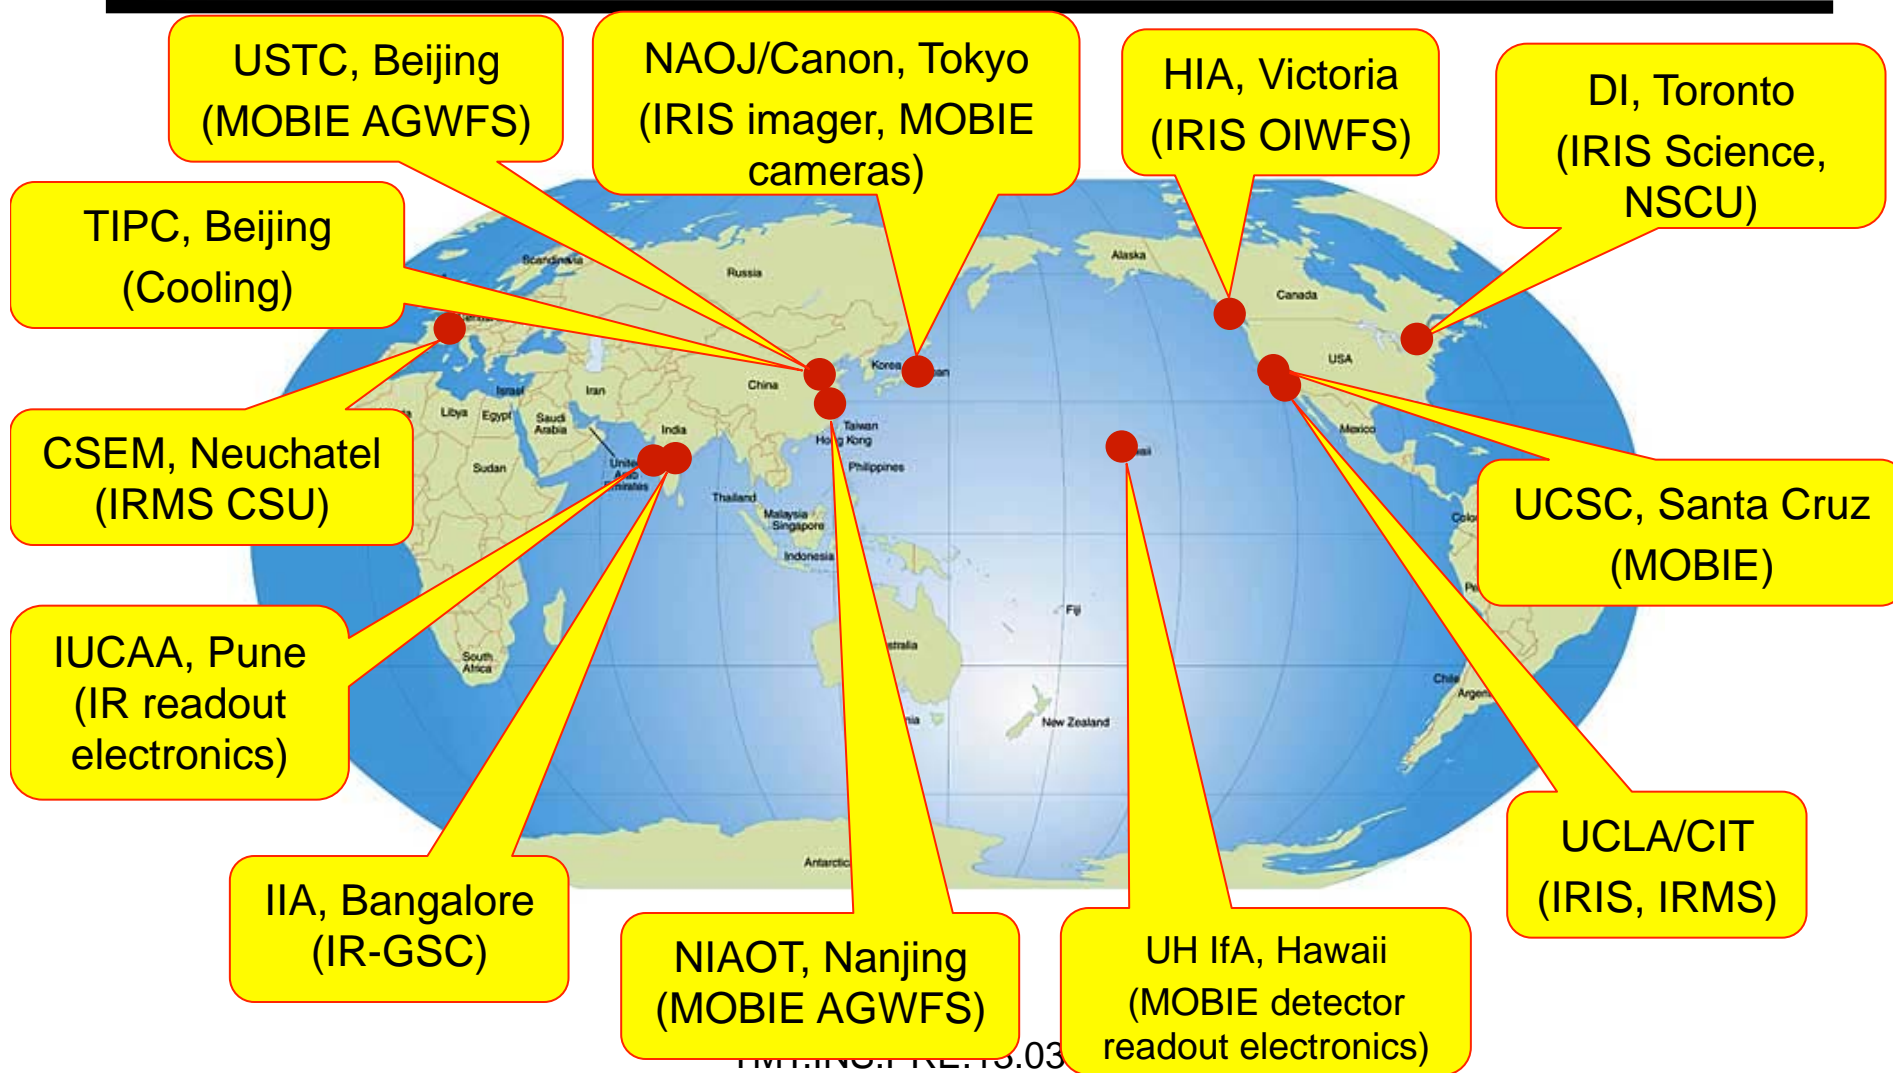 USTC, Beijing
(MOBIE AGWFS)
NAOJ/Canon, Tokyo
(IRIS imager, MOBIE
cameras)
HIA, Victoria
(IRIS OIWFS)
DI, Toronto
(IRIS Science,
NSCU)
TIPC, Beijing
(Cooling)
CSEM, Neuchatel
(IRMS CSU)
IUCAA, Pune
(IR readout
electronics)
IIA, Bangalore
(IR-GSC)
NIAOT, Nanjing
(MOBIE AGWFS)
UH IfA, Hawaii
(MOBIE detector
readout electronics)
UCLA/CIT
(IRIS, IRMS)
UCSC, Santa Cruz
(MOBIE)
Scandinavia
Russia
Alaska
Canada
USA
Mexico
Korea
China
Taiwan
Hong Kong
Philippines
Iran
Israel
Libya
Egypt
Saudi
Arabia
India
Sudan
Arab
Emirates
Thailand
Malaysia
Singapore
Indonesia
Fiji
South
Africa
New Zealand
Chile